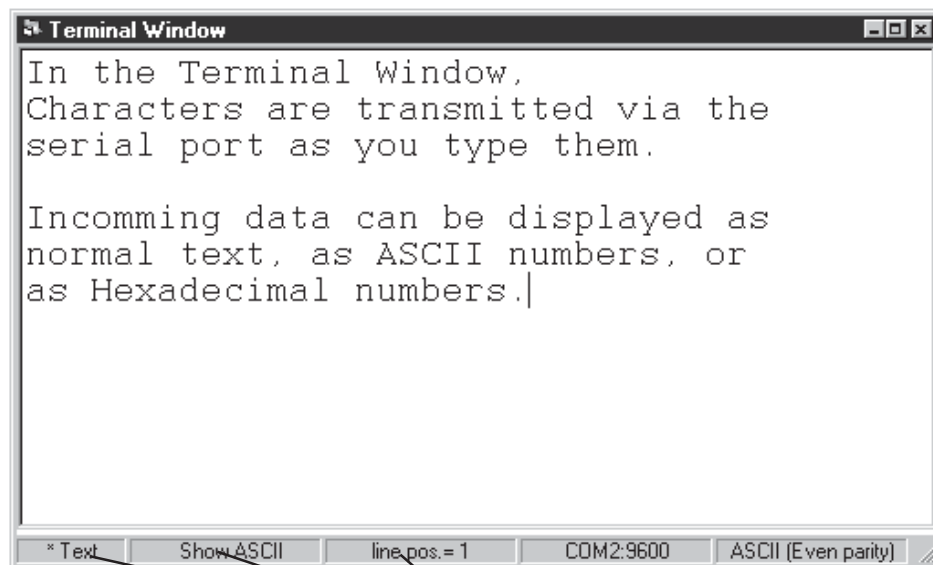 Terminal Window
In the Terminal Window,
Characters are transmitted via the
serial port as you type them.
Incomming data can be displayed as
normal text, as ASCII numbers, or
as Hexadecimal numbers.
* Text Show ASCII line pos.= 1 COM2:9600 ASCII (Even parity)